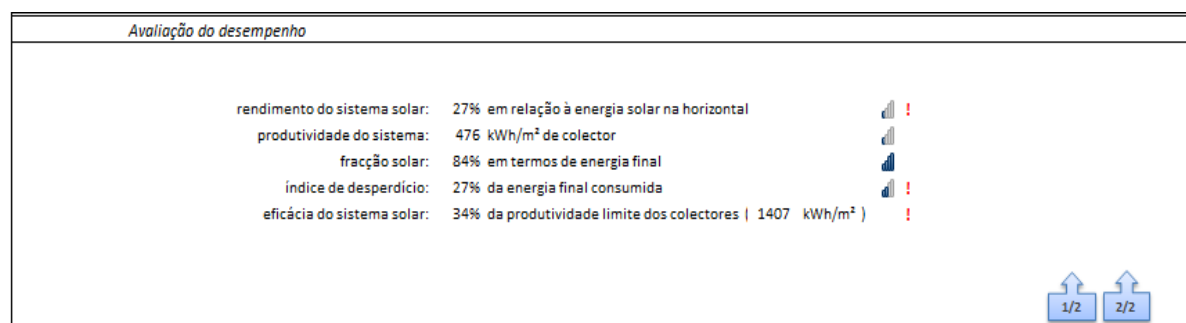 Avaliação do desempenho
rendimento do sistema solar: 27% em relação à energia solar na horizontal !
produtividade do sistema: 476 kWh/m² de colector
fracção solar: 84% em termos de energia final
índice de desperdício: 27% da energia final consumida !
eficácia do sistema solar: 34% da produtividade limite dos colectores ( 1407 kWh/m² ) !
1/2 2/2